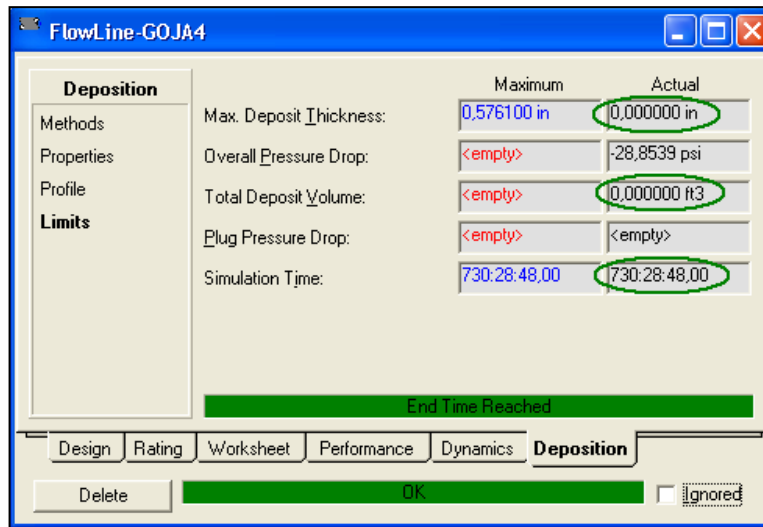 FlowLine-GOJA4
Deposition
Methods
Properties
Profile
Limits
Maximum Actual
Max. Deposit Thickness: 0,576100 in 0,000000 in
Overall Pressure Drop: <empty> -28,8539 psi
Total Deposit Volume: <empty> 0,000000 ft3
Plug Pressure Drop: <empty> <empty>
Simulation Time: 730:28:48,00 730:28:48,00
End Time Reached
Design Rating Worksheet Performance Dynamics Deposition
Delete OK Ignored